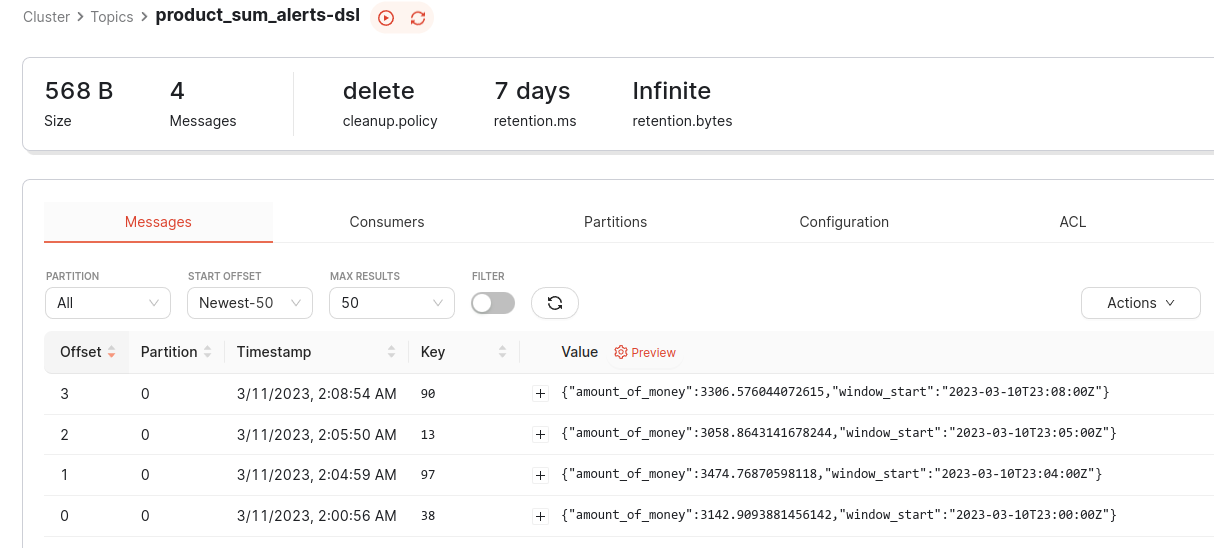 Cluster > Topics > product_sum_alerts-dsl
568 B 4 delete 7 days Infinite
Size Messages cleanup.policy retention.ms retention.bytes
Messages Consumers Partitions Configuration ACL
PARTITION START OFFSET MAX RESULTS FILTER
All Newest-50 50 Actions
Offset Partition Timestamp Key Value Preview
3 0 3/11/2023, 2:08:54 AM 90 + {"amount_of_money":3306.576044072615,"window_start":"2023-03-10T23:08:00Z"}
2 0 3/11/2023, 2:05:50 AM 13 + {"amount_of_money":3058.8643141678244,"window_start":"2023-03-10T23:05:00Z"}
1 0 3/11/2023, 2:04:59 AM 97 + {"amount_of_money":3474.76870598118,"window_start":"2023-03-10T23:04:00Z"}
0 0 3/11/2023, 2:00:56 AM 38 + {"amount_of_money":3142.9093881456142,"window_start":"2023-03-10T23:00:00Z"}